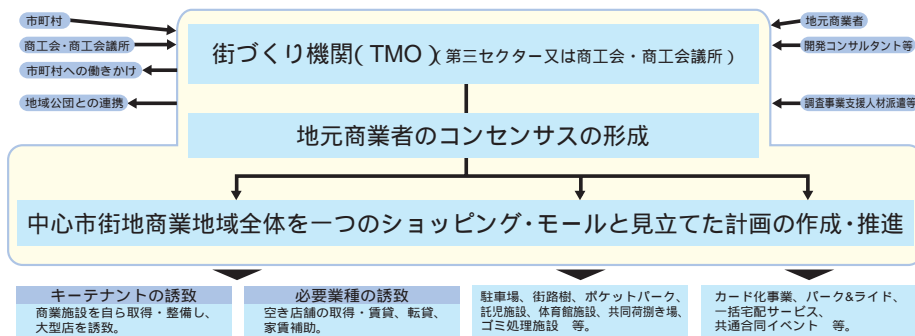 市町村
商工会・商工会議所
市町村への働きかけ
地域公団との連携
地元商業者
開発コンサルタント等
調査事業支援人材派遣等
街づくり機関(TMO)(第三セクター又は商工会・商工会議所)
地元商業者のコンセンサスの形成
中心市街地商業地域全体を一つのショッピング・モールと見立てた計画の作成・推進
キーテナントの誘致
商業施設を自ら取得・整備し、
大型店を誘致。
必要業種の誘致
空き店舗の取得・賃貸、転貸、
家賃補助。
駐車場、街路樹、ポケットパーク、
託児施設、体育館施設、共同荷捌き場、
ゴミ処理施設 等。
カード化事業、パーク&ライド、
一括宅配サービス、
共通合同イベント 等。